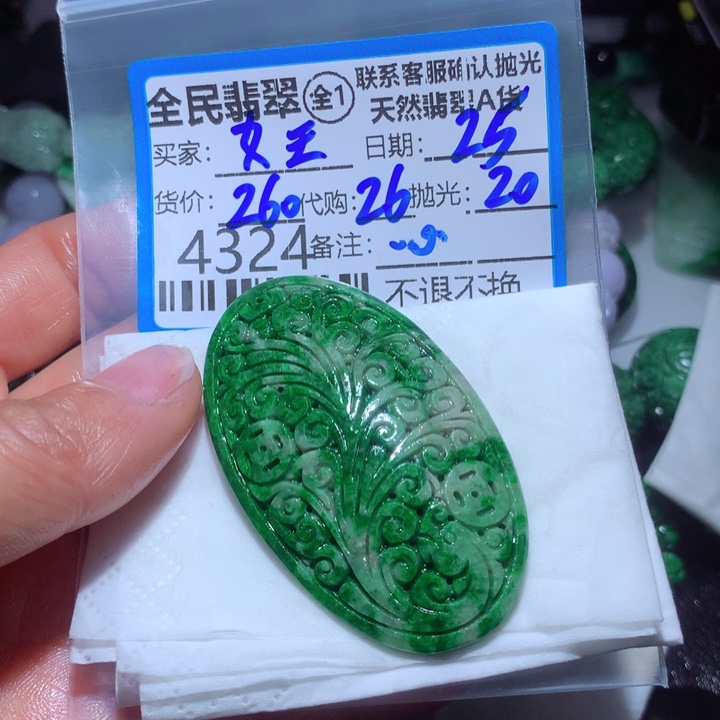 全民翡翠 全1 联系客服确认抛光
天然翡翠A货
买家: 女王 日期: 25
货价: 260 代购: 26 抛光: 20
4324 备注:
不退不换